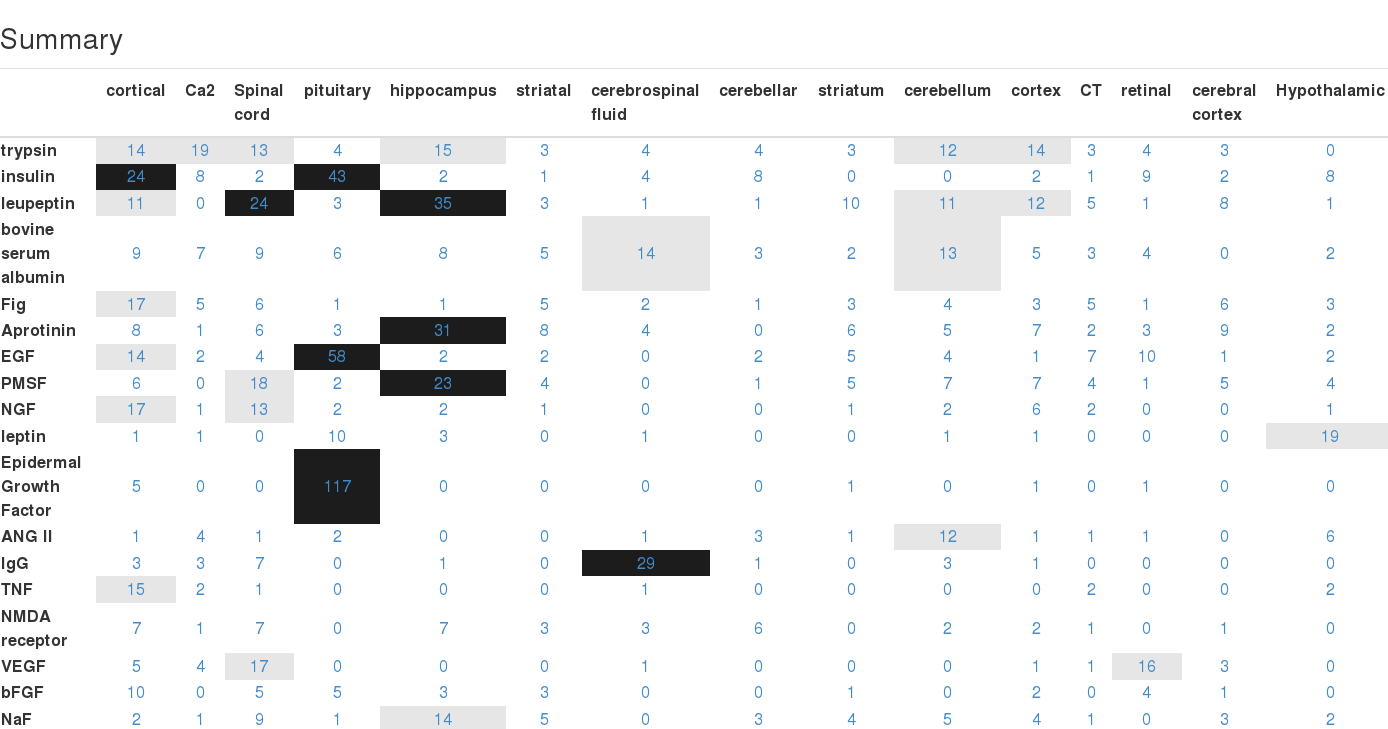 Summary
cortical Ca2 Spinal cord pituitary hippocampus striatal cerebrospinal fluid cerebellar striatum cerebellum cortex CT retinal cerebral cortex Hypothalamic
trypsin 14 19 13 4 15 3 4 4 3 12 14 3 4 3 0
insulin 24 8 2 43 2 1 4 8 0 0 2 1 9 2 8
leupeptin 11 0 24 3 35 3 1 1 10 11 12 5 1 8 1
bovine serum albumin 9 7 9 6 8 5 14 3 2 13 5 3 4 0 2
Fig 17 5 6 1 1 5 2 1 3 4 3 5 1 6 3
Aprotinin 8 1 6 3 31 8 4 0 6 5 7 2 3 9 2
EGF 14 2 4 58 2 2 0 2 5 4 1 7 10 1 2
PMSF 6 0 18 2 23 4 0 1 5 7 7 4 1 5 4
NGF 17 1 13 2 2 1 0 0 1 2 6 2 0 0 1
leptin 1 1 0 10 3 0 1 0 0 1 1 0 0 0 19
Epidermal Growth Factor 5 0 0 117 0 0 0 0 1 0 1 0 1 0 0
ANG II 1 4 1 2 0 0 1 3 1 12 1 1 1 0 6
IgG 3 3 7 0 1 0 29 1 0 3 1 0 0 0 0
TNF 15 2 1 0 0 0 1 0 0 0 0 2 0 0 2
NMDA receptor 7 1 7 0 7 3 3 6 0 2 2 1 0 1 0
VEGF 5 4 17 0 0 0 1 0 0 0 1 1 16 3 0
bFGF 10 0 5 5 3 3 0 0 1 0 2 0 4 1 0
NaF 2 1 9 1 14 5 0 3 4 5 4 1 0 3 2